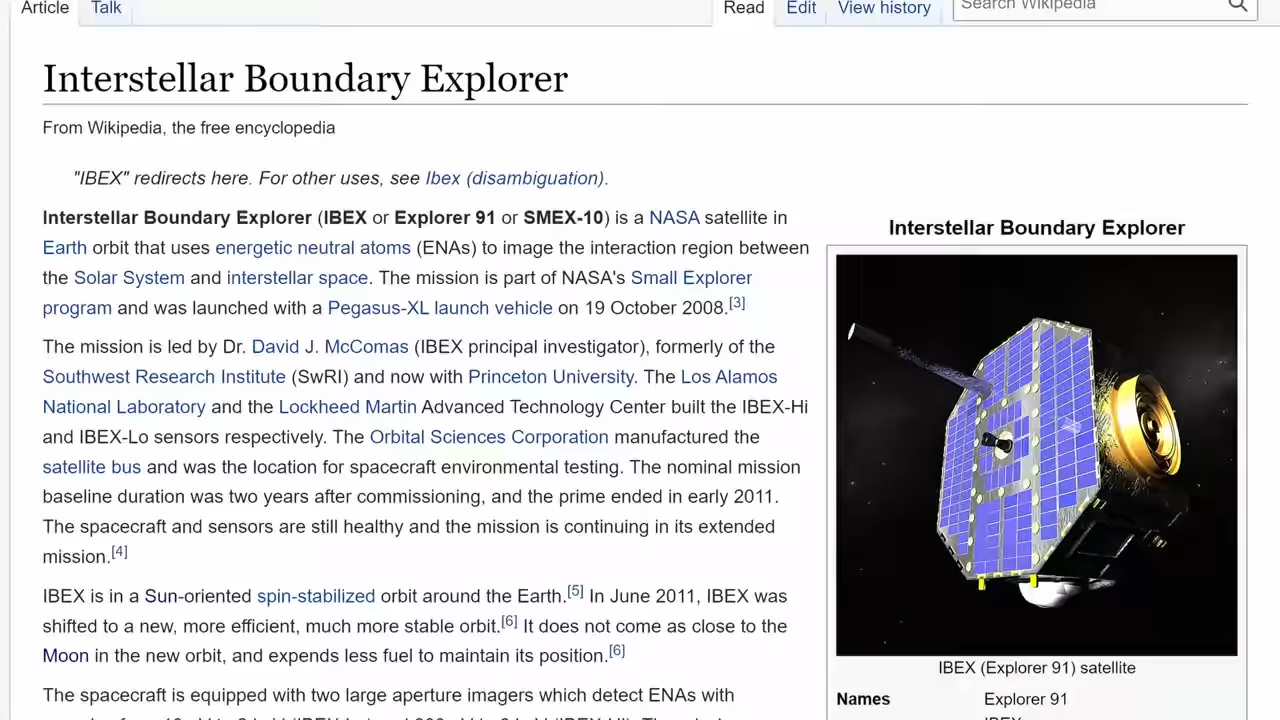 Article Talk Read Edit View history Search Wikipedia
Interstellar Boundary Explorer
From Wikipedia, the free encyclopedia
"IBEX" redirects here. For other uses, see Ibex (disambiguation).
Interstellar Boundary Explorer (IBEX or Explorer 91 or SMEX-10) is a NASA satellite in
Earth orbit that uses energetic neutral atoms (ENAs) to image the interaction region between
the Solar System and interstellar space. The mission is part of NASA's Small Explorer
program and was launched with a Pegasus-XL launch vehicle on 19 October 2008.[3]
The mission is led by Dr. David J. McComas (IBEX principal investigator), formerly of the
Southwest Research Institute (SwRI) and now with Princeton University. The Los Alamos
National Laboratory and the Lockheed Martin Advanced Technology Center built the IBEX-Hi
and IBEX-Lo sensors respectively. The Orbital Sciences Corporation manufactured the
satellite bus and was the location for spacecraft environmental testing. The nominal mission
baseline duration was two years after commissioning, and the prime ended in early 2011.
The spacecraft and sensors are still healthy and the mission is continuing in its extended
mission.[4]
IBEX is in a Sun-oriented spin-stabilized orbit around the Earth.[5] In June 2011, IBEX was
shifted to a new, more efficient, much more stable orbit.[6] It does not come as close to the
Moon in the new orbit, and expends less fuel to maintain its position.[6]
The spacecraft is equipped with two large aperture imagers which detect ENAs with
Interstellar Boundary Explorer
IBEX (Explorer 91) satellite
Names Explorer 91
IBEX